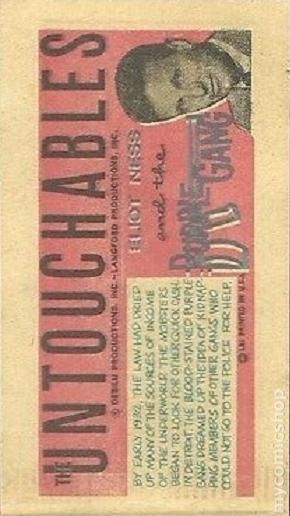 THE
UNTOUCHABLES
© DESILU PRODUCTIONS, INC. - LANGFORD PRODUCTIONS, INC.
ELIOT NESS
and the
PURPLE
GANG
BY EARLY 1932, THE LAW HAD DRIED
UP MANY OF THE SOURCES OF INCOME
OF THE UNDERWORLD. THE MOBSTERS
BEGAN TO LOOK FOR OTHER QUICK CASH.
IN DETROIT, THE BLOOD-STAINED PURPLE
GANG DREAMED UP THE IDEA OF KIDNAP-
PING MEMBERS OF OTHER GANGS WHO
COULD NOT GO TO THE POLICE FOR HELP.
© L&I PRINTED IN U.S.A.
mycomicshop